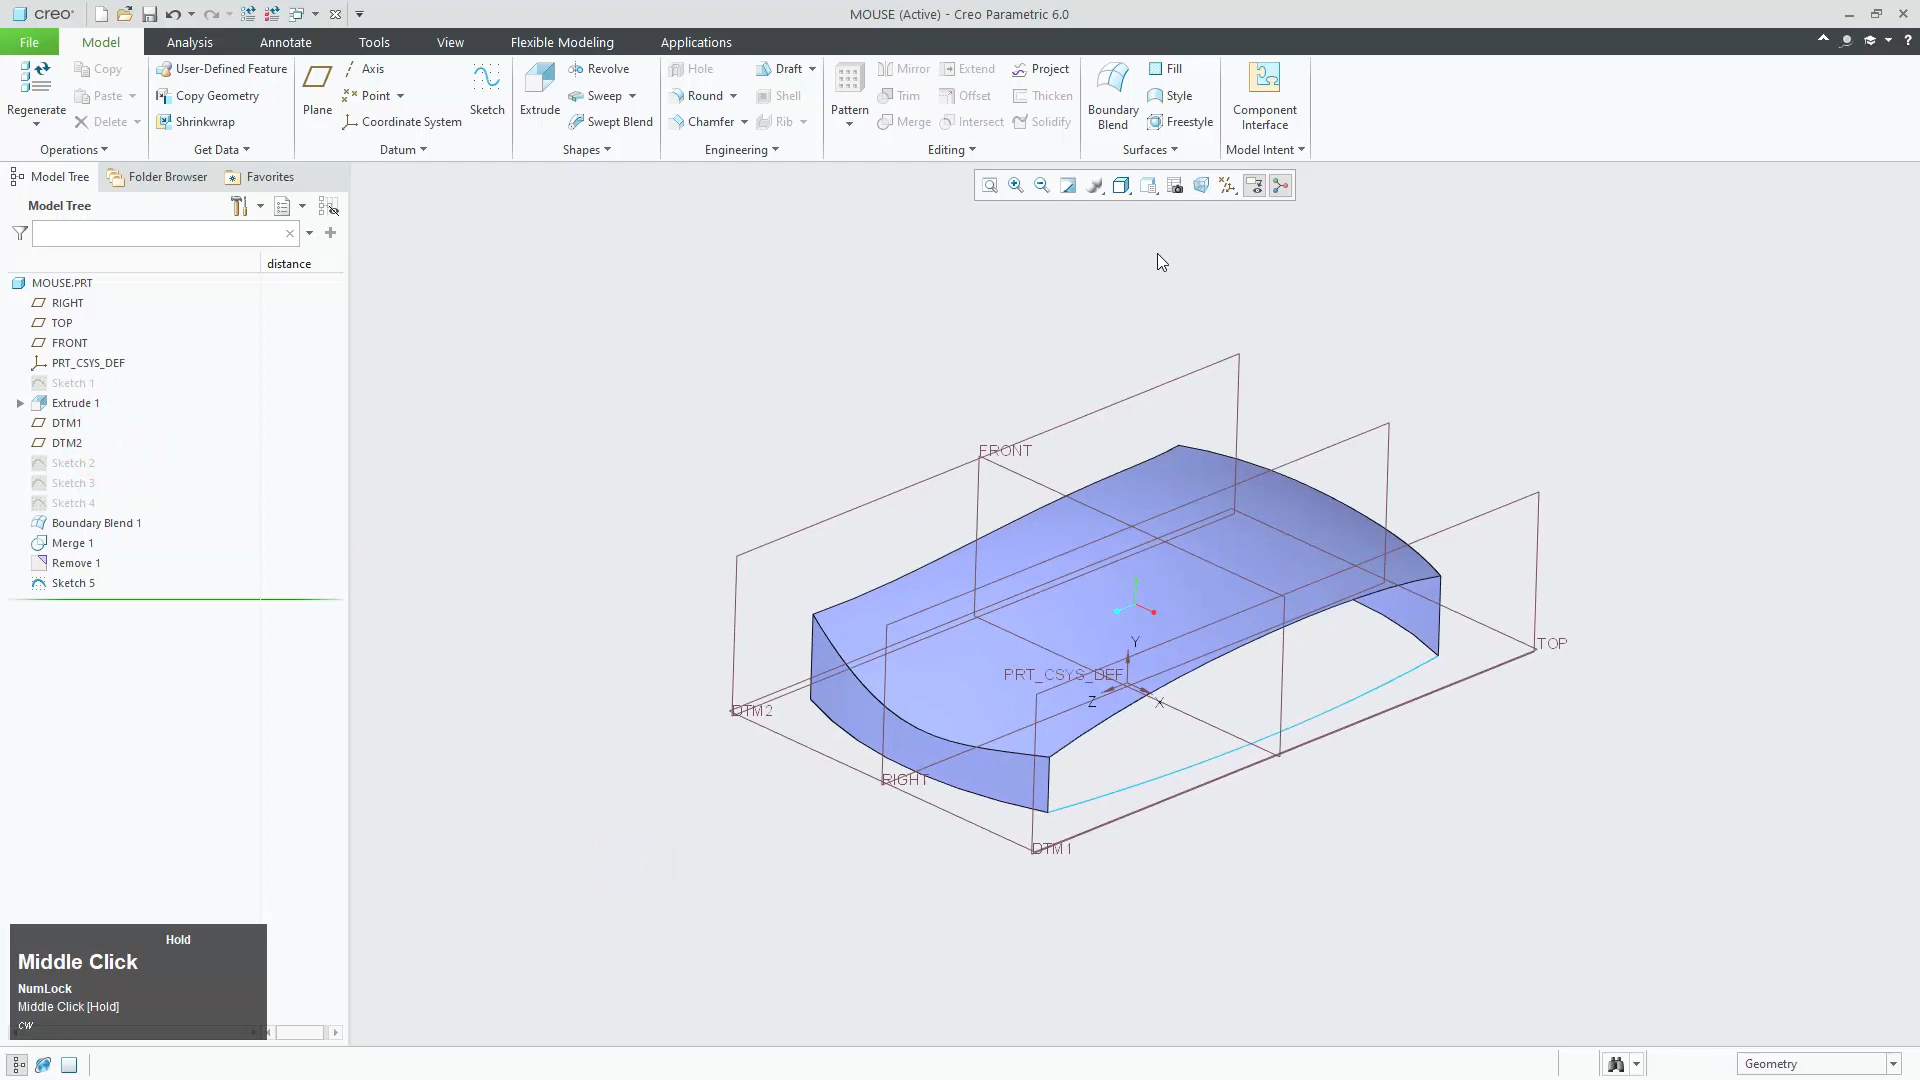 creo
MOUSE (Active) - Creo Parametric 6.0
File
Model
Analysis
Annotate
Tools
View
Flexible Modeling
Applications
Regenerate
Copy
Paste
Delete
Operations
User-Defined Feature
Copy Geometry
Shrinkwrap
Get Data
Plane
Axis
Point
Coordinate System
Sketch
Datum
Extrude
Revolve
Sweep
Swept Blend
Shapes
Hole
Round
Chamfer
Draft
Shell
Rib
Engineering
Pattern
Mirror
Trim
Merge
Extend
Offset
Intersect
Project
Thicken
Solidify
Editing
Boundary
Blend
Fill
Style
Freestyle
Surfaces
Component
Interface
Model Intent
Model Tree
Folder Browser
Favorites
Model Tree
distance
MOUSE.PRT
RIGHT
TOP
FRONT
PRT_CSYS_DEF
Sketch 1
Extrude 1
DTM1
DTM2
Sketch 2
Sketch 3
Sketch 4
Boundary Blend 1
Merge 1
Remove 1
Sketch 5
FRONT
TOP
Y
PRT_CSYS_DEF
Z
X
DTM2
RIGHT
DTM1
Hold
Middle Click
NumLock
Middle Click [Hold]
cw
Geometry